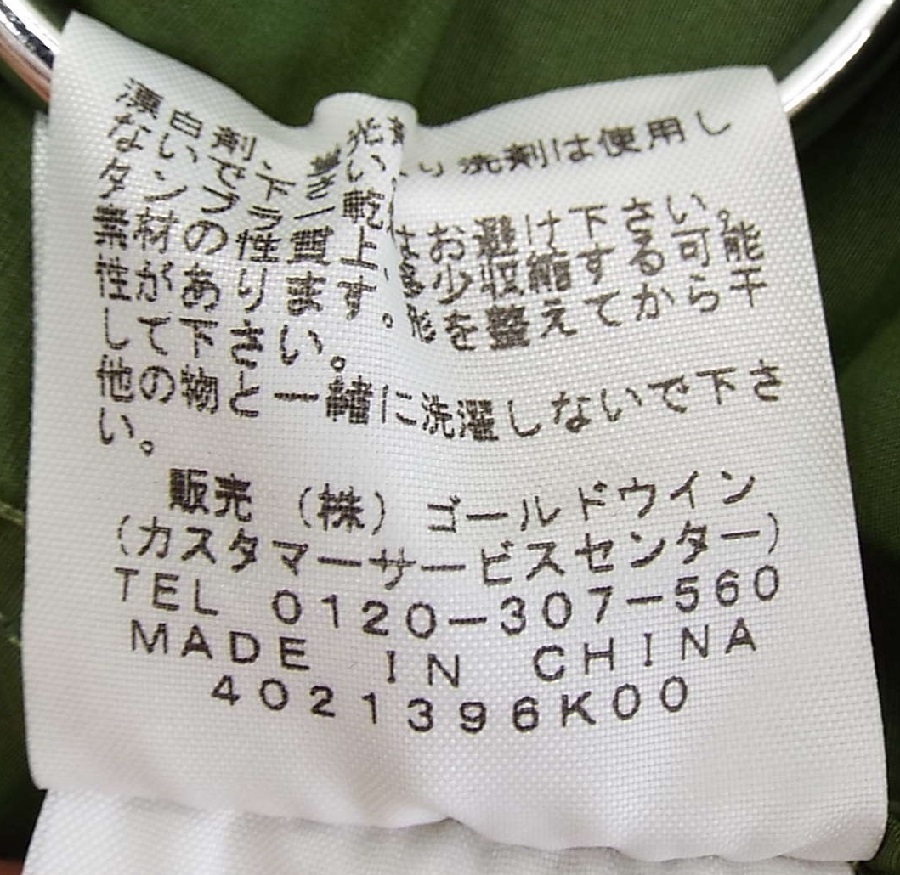 漂白剤、 光 り洗剤は使用し
ないで下さい
タンブラー乾 はお避け下さい。
素材の性質上、多少収縮する可能
性があります。形を整えてから干
して下さい。
他の物と一緒に洗濯しないで下さ
い。
販売 (株) ゴールドウイン
(カスタマーサービスセンター)
TEL 0120-307-560
MADE IN CHINA
4021396K00